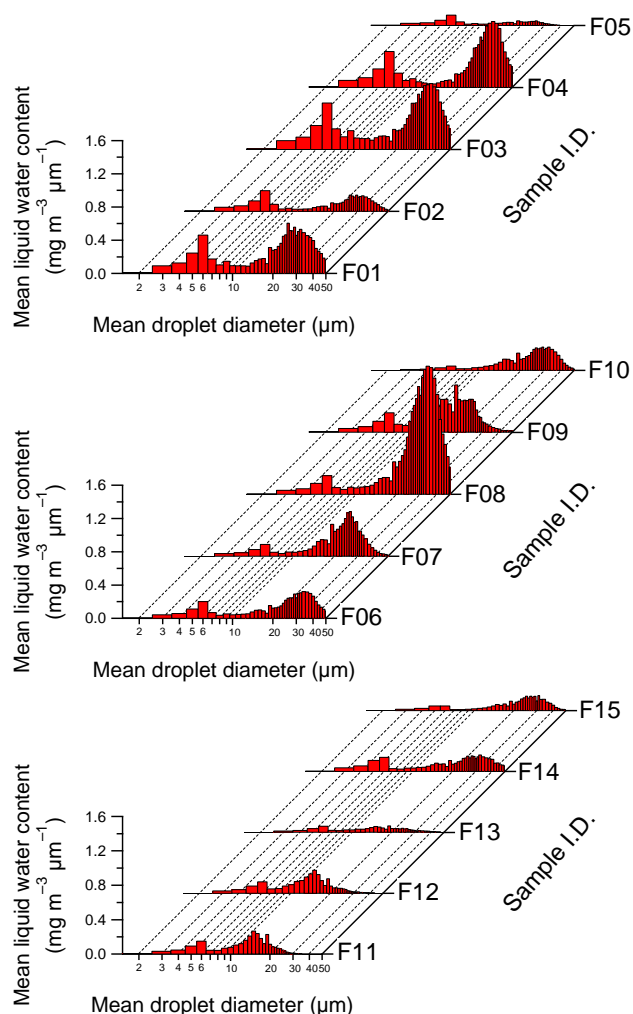 F05
F04
F03
F02
F01
Sample I.D.
Mean liquid water content
(mg m⁻³ µm⁻¹)
1.6
1.2
0.8
0.4
0.0
2 3 4 5 6 10 20 30 40 50
Mean droplet diameter (µm)
F10
F09
F08
F07
F06
Sample I.D.
Mean liquid water content
(mg m⁻³ µm⁻¹)
1.6
1.2
0.8
0.4
0.0
2 3 4 5 6 10 20 30 40 50
Mean droplet diameter (µm)
F15
F14
F13
F12
F11
Sample I.D.
Mean liquid water content
(mg m⁻³ µm⁻¹)
1.6
1.2
0.8
0.4
0.0
2 3 4 5 6 10 20 30 40 50
Mean droplet diameter (µm)